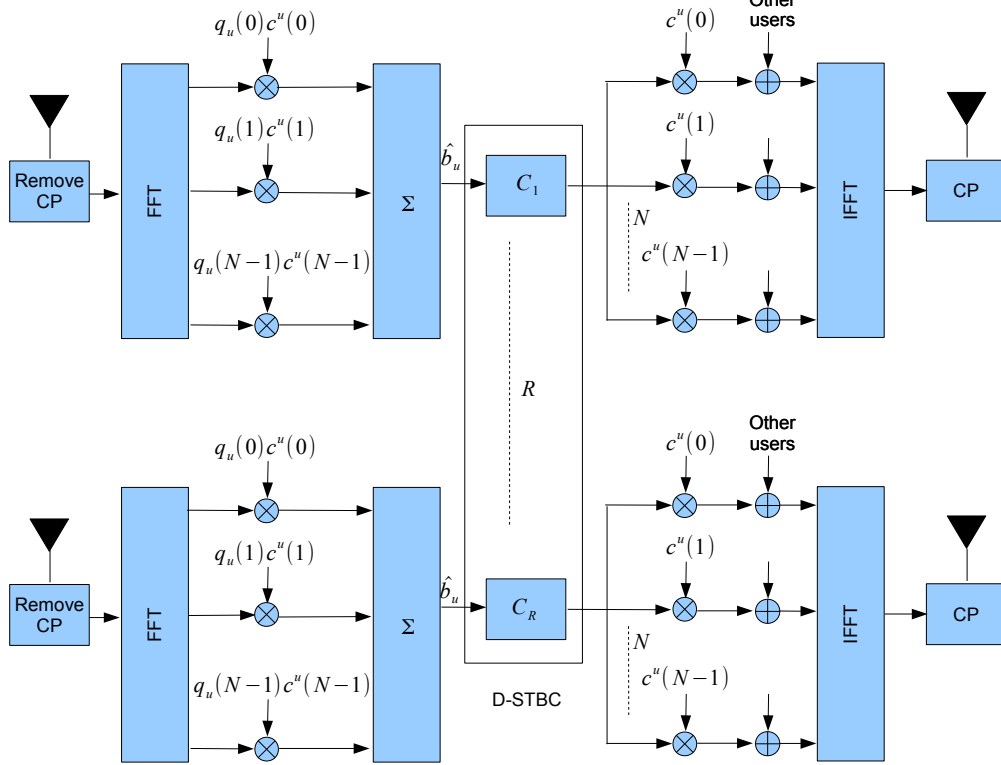 q_u(0)c^u(0)
c^u(0)
Other
users
q_u(1)c^u(1)
c^u(1)
Remove
CP
FFT
Σ
b̂_u
C_1
N
IFFT
CP
q_u(N−1)c^u(N−1)
c^u(N−1)
R
q_u(0)c^u(0)
c^u(0)
Other
users
q_u(1)c^u(1)
c^u(1)
Remove
CP
FFT
Σ
b̂_u
C_R
N
IFFT
CP
q_u(N−1)c^u(N−1)
c^u(N−1)
D-STBC